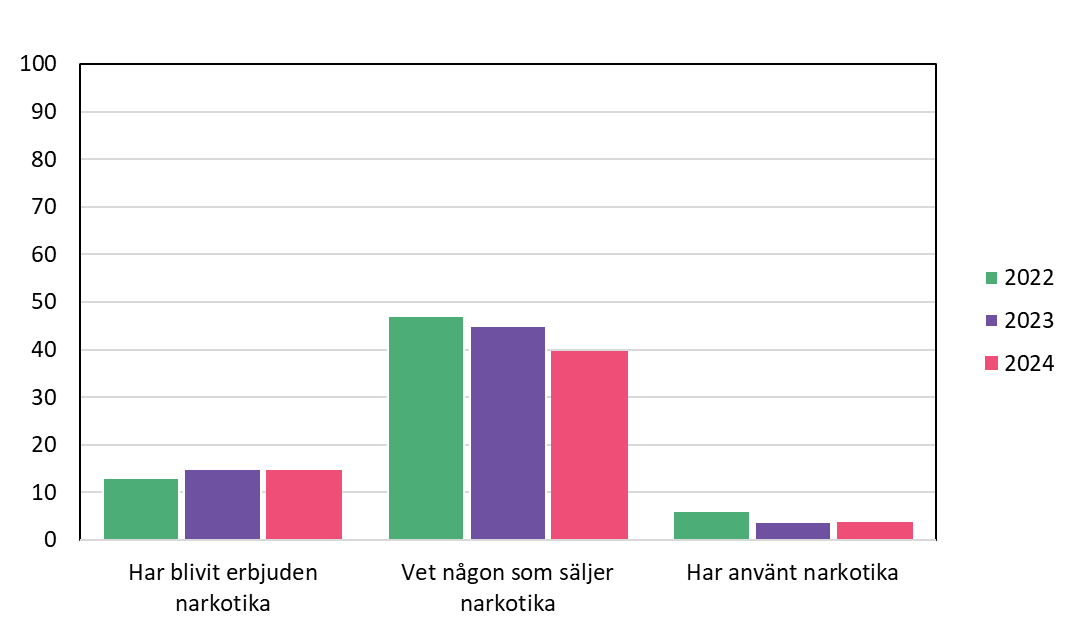 100
90
80
70
60
50
40
30
20
10
0
Har blivit erbjuden
narkotika
Vet någon som säljer
narkotika
Har använt narkotika
2022
2023
2024